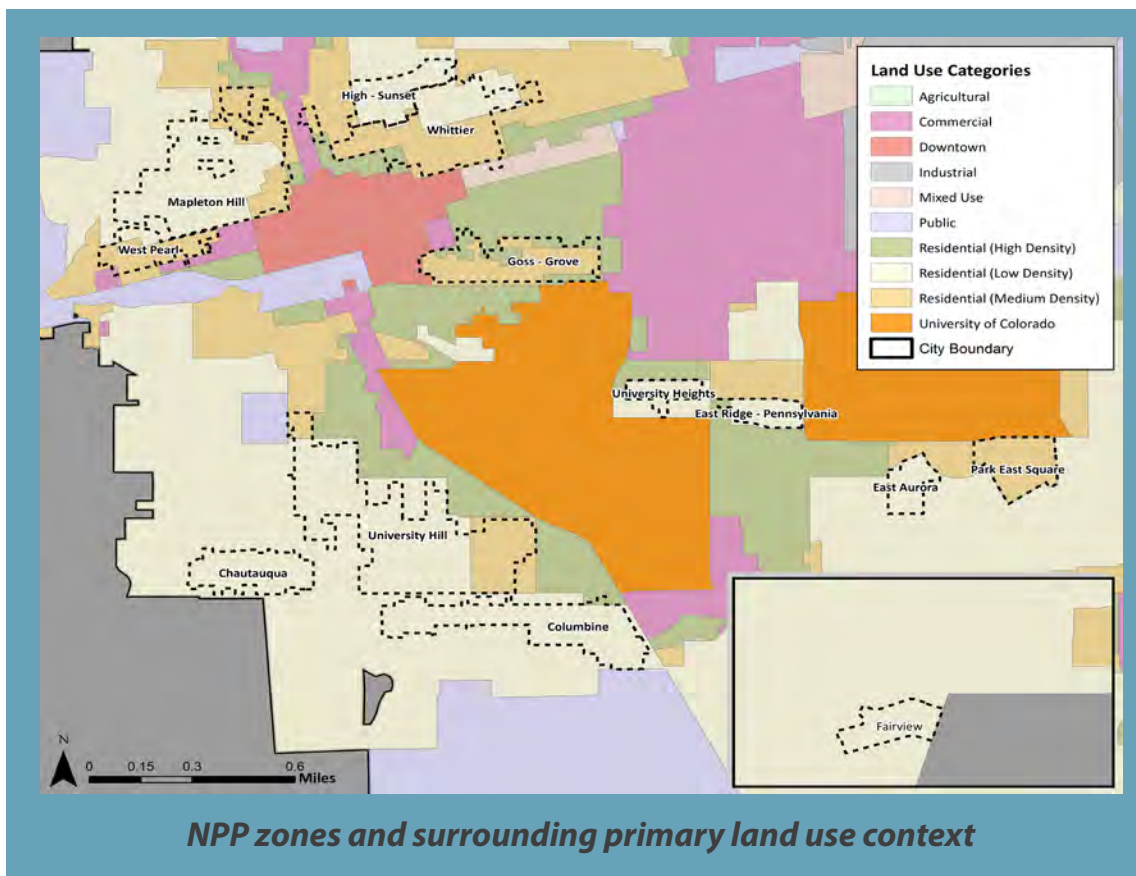 Land Use Categories
Agricultural
Commercial
Downtown
Industrial
Mixed Use
Public
Residential (High Density)
Residential (Low Density)
Residential (Medium Density)
University of Colorado
City Boundary
High - Sunset
Whittier
Mapleton Hill
West Pearl
Goss - Grove
University Heights
East Ridge - Pennsylvania
Park East Square
East Aurora
University Hill
Chautauqua
Columbine
Fairview
N
0 0.15 0.3 0.6
Miles
NPP zones and surrounding primary land use context